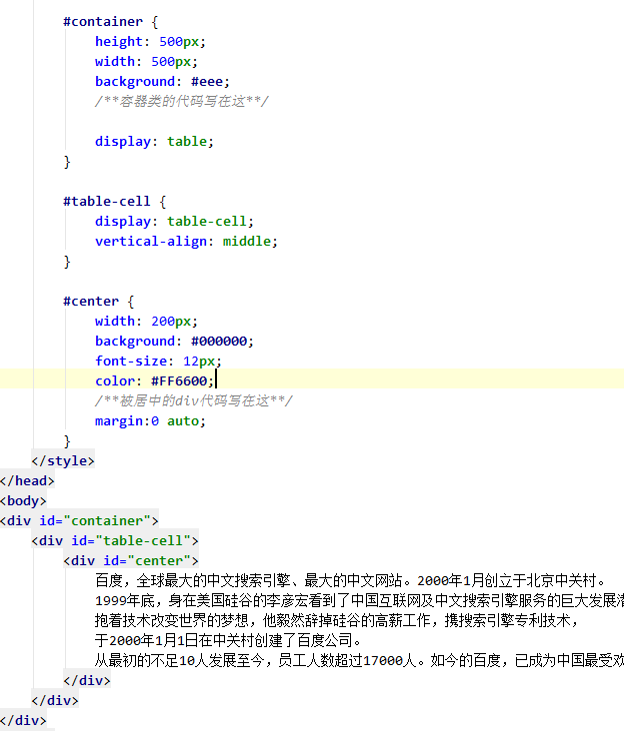 #container {
height: 500px;
width: 500px;
background: #eee;
/**容器类的代码写在这**/
display: table;
}
#table-cell {
display: table-cell;
vertical-align: middle;
}
#center {
width: 200px;
background: #000000;
font-size: 12px;
color: #FF6600;
/**被居中的div代码写在这**/
margin:0 auto;
}
</style>
</head>
<body>
<div id="container">
<div id="table-cell">
<div id="center">
百度，全球最大的中文搜索引擎、最大的中文网站。2000年1月创立于北京中关村。
1999年底，身在美国硅谷的李彦宏看到了中国互联网及中文搜索引擎服务的巨大发展
抱着技术改变世界的梦想，他毅然辞掉硅谷的高薪工作，携搜索引擎专利技术，
于2000年1月1日在中关村创建了百度公司。
从最初的不足10人发展至今，员工人数超过17000人。如今的百度，已成为中国最受
</div>
</div>
</div>